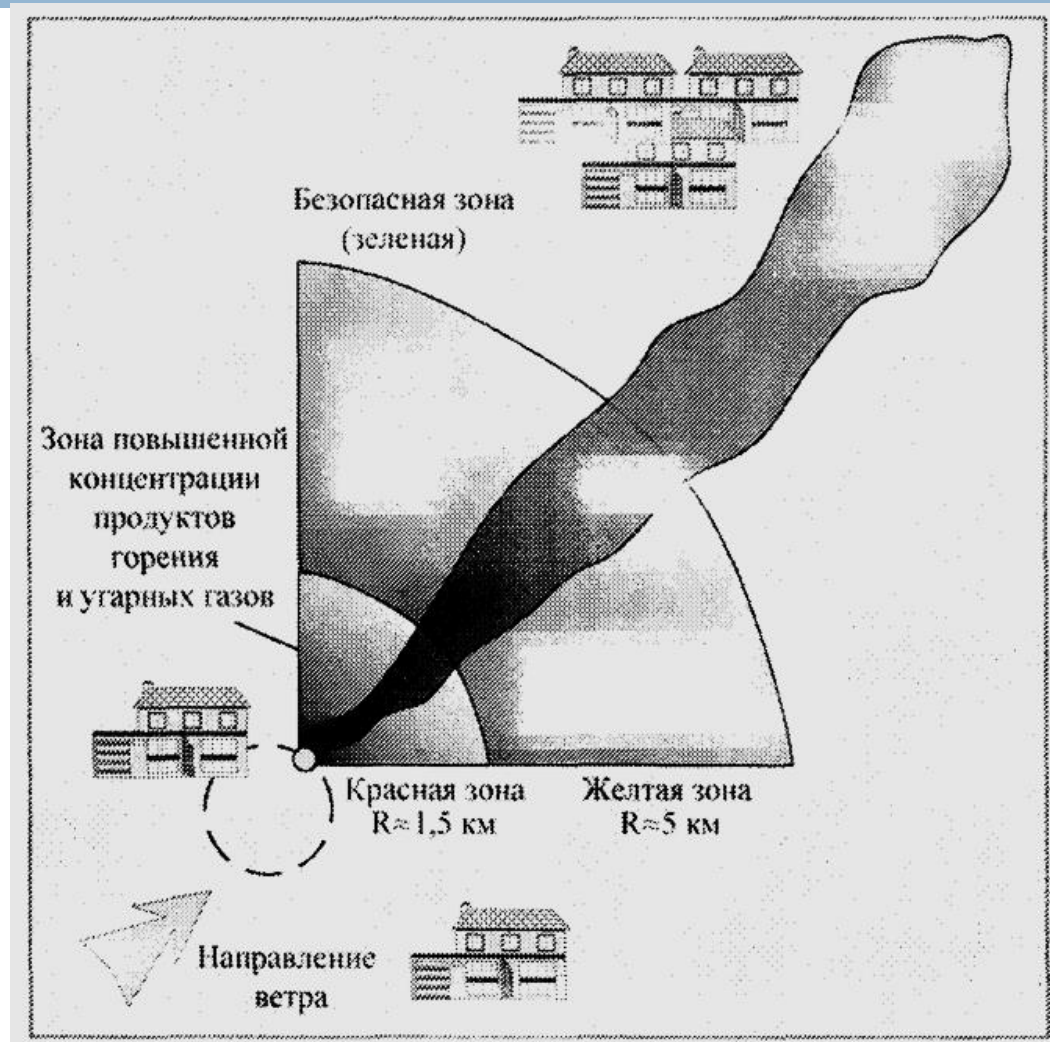 Безопасная зона
(зеленая)
Зона повышенной
концентрации
продуктов
горения
и угарных газов
Красная зона
R≈1,5 км
Желтая зона
R≈5 км
Направление
ветра